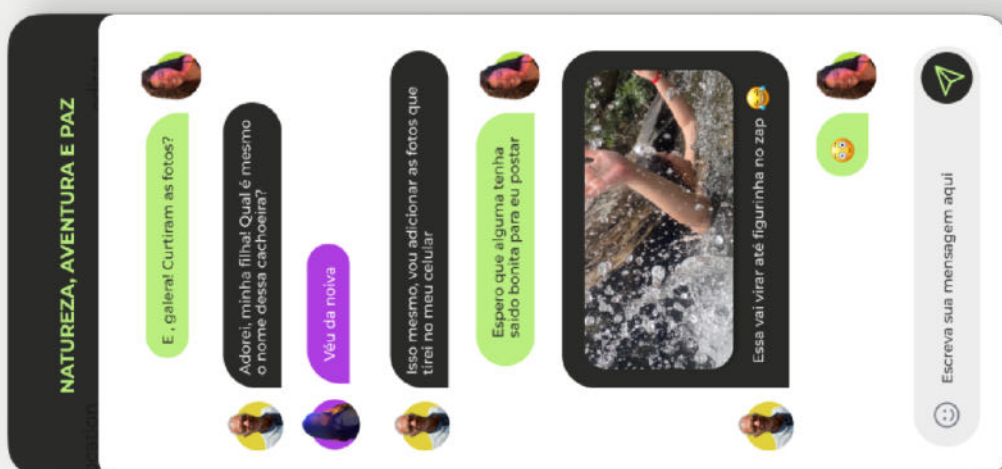 NATUREZA, AVENTURA E PAZ
E , galera! Curtiram as fotos?
Adorei, minha filha! Qual é mesmo
o nome dessa cachoeira?
Véu da noiva
Isso mesmo, vou adicionar as fotos que
tirei no meu celular
Espero que alguma tenha
saído bonita para eu postar
Essa vai virar até figurinha no zap 😂
😳
Escreva sua mensagem aqui